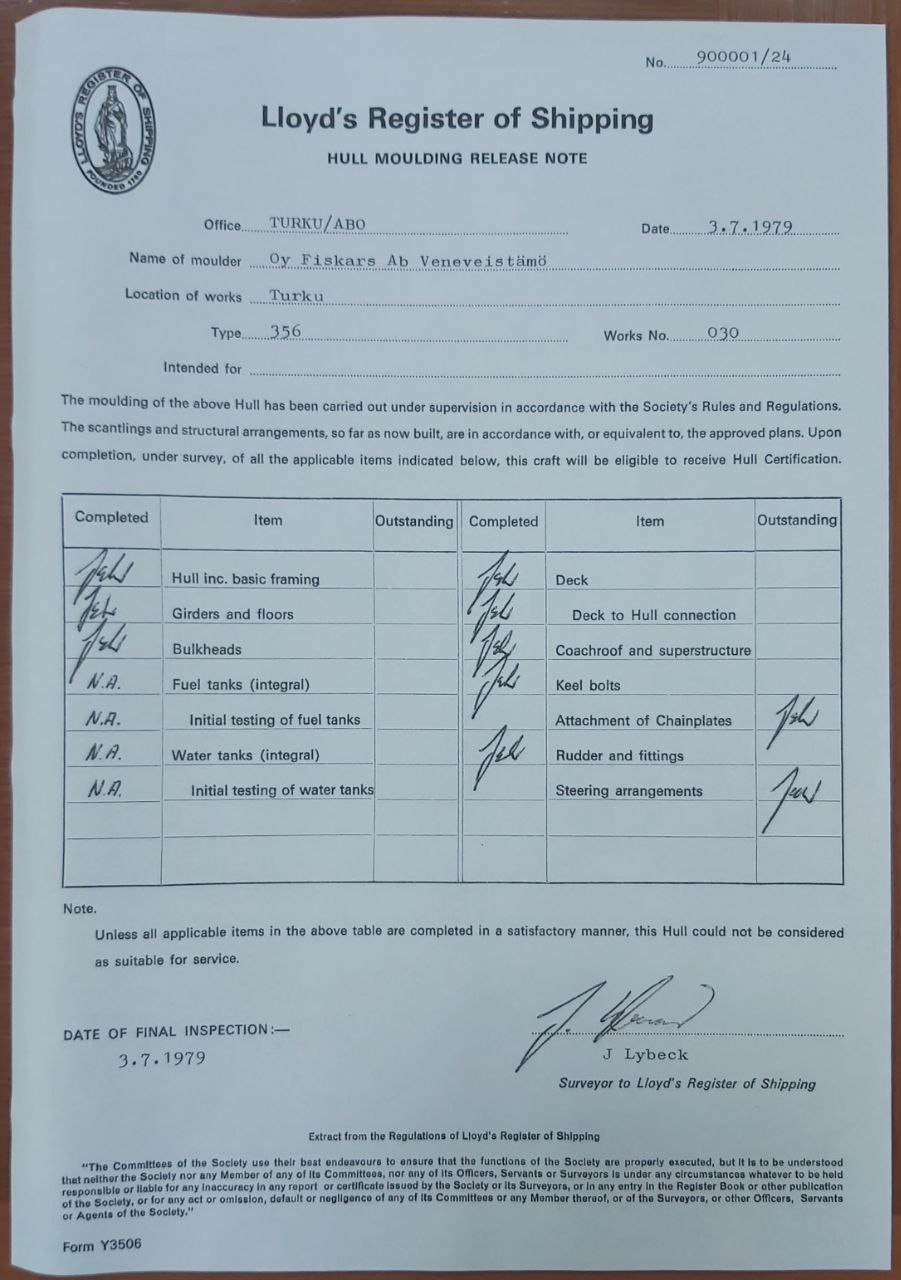 No. 900001/24
LLOYD'S REGISTER OF SHIPPING
FOUNDED 1760
Lloyd's Register of Shipping
HULL MOULDING RELEASE NOTE
Office TURKU/ABO Date 3.7.1979
Name of moulder Oy Fiskars Ab Veneveistämö
Location of works Turku
Type 356 Works No. 030
Intended for
The moulding of the above Hull has been carried out under supervision in accordance with the Society's Rules and Regulations.
The scantlings and structural arrangements, so far as now built, are in accordance with, or equivalent to, the approved plans. Upon
completion, under survey, of all the applicable items indicated below, this craft will be eligible to receive Hull Certification.
Completed Item Outstanding Completed Item Outstanding
Hull inc. basic framing Deck
Girders and floors Deck to Hull connection
Bulkheads Coachroof and superstructure
N.A. Fuel tanks (integral) Keel bolts
N.A. Initial testing of fuel tanks Attachment of Chainplates
N.A. Water tanks (integral) Rudder and fittings
N.A. Initial testing of water tanks Steering arrangements
Note.
Unless all applicable items in the above table are completed in a satisfactory manner, this Hull could not be considered
as suitable for service.
DATE OF FINAL INSPECTION:—
3.7.1979
J Lybeck
Surveyor to Lloyd's Register of Shipping
Extract from the Regulations of Lloyd's Register of Shipping
"The Committees of the Society use their best endeavours to ensure that the functions of the Society are properly executed, but it is to be understood
that neither the Society nor any Member of any of its Committees, nor any of its Officers, Servants or Surveyors is under any circumstances whatever to be held
responsible or liable for any inaccuracy in any report or certificate issued by the Society or its Surveyors, or in any entry in the Register Book or other publication
of the Society, or for any act or omission, default or negligence of any of its Committees or any Member thereof, or of the Surveyors, or other Officers, Servants
or Agents of the Society."
Form Y3506